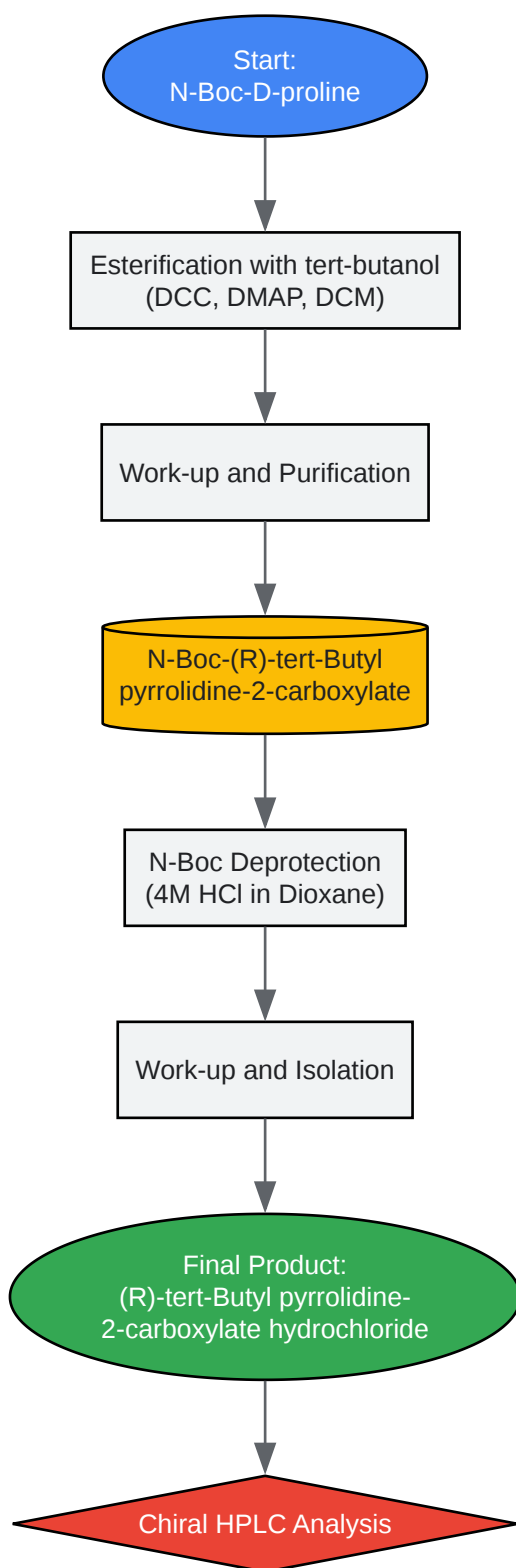 Start:
N-Boc-D-proline
Esterification with tert-butanol
(DCC, DMAP, DCM)
Work-up and Purification
N-Boc-(R)-tert-Butyl
pyrrolidine-2-carboxylate
N-Boc Deprotection
(4M HCl in Dioxane)
Work-up and Isolation
Final Product:
(R)-tert-Butyl pyrrolidine-
2-carboxylate hydrochloride
Chiral HPLC Analysis